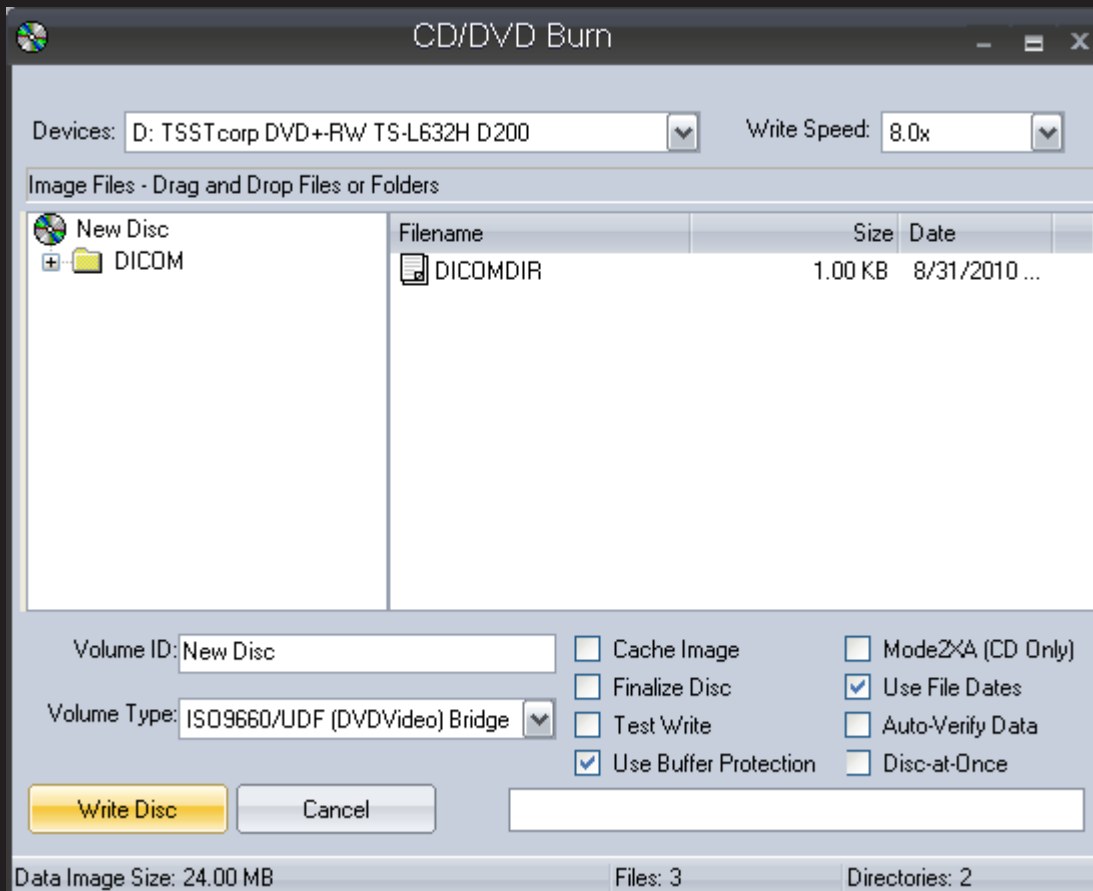 CD/DVD Burn
Devices: D: TSSTcorp DVD+-RW TS-L632H D200 Write Speed: 8.0x
Image Files - Drag and Drop Files or Folders
New Disc
DICOM
Filename Size Date
DICOMDIR 1.00 KB 8/31/2010 ...
Volume ID: New Disc
Volume Type: ISO9660/UDF (DVDVideo) Bridge
Cache Image
Finalize Disc
Test Write
Use Buffer Protection
Mode2XA (CD Only)
Use File Dates
Auto-Verify Data
Disc-at-Once
Write Disc Cancel
Data Image Size: 24.00 MB Files: 3 Directories: 2